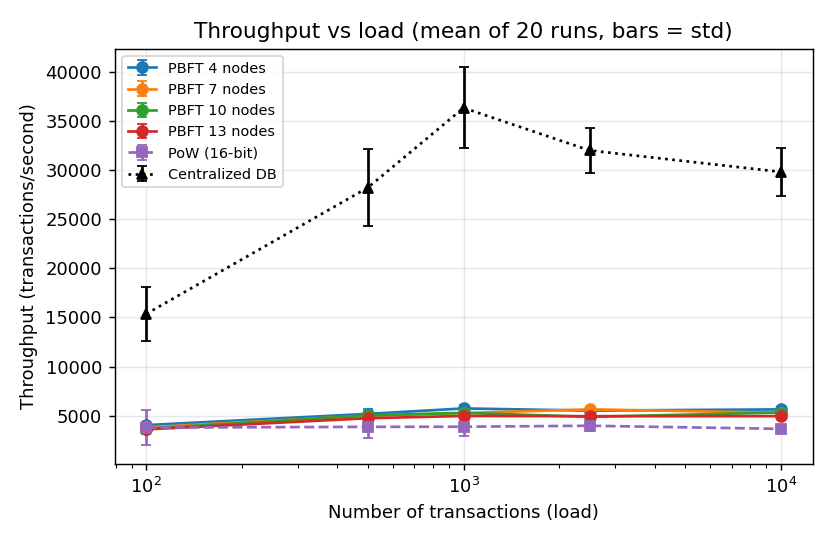 Throughput vs load (mean of 20 runs, bars = std)
Throughput (transactions/second)
40000
35000
30000
25000
20000
15000
10000
5000
PBFT 4 nodes
PBFT 7 nodes
PBFT 10 nodes
PBFT 13 nodes
PoW (16-bit)
Centralized DB
10² 10³ 10⁴
Number of transactions (load)